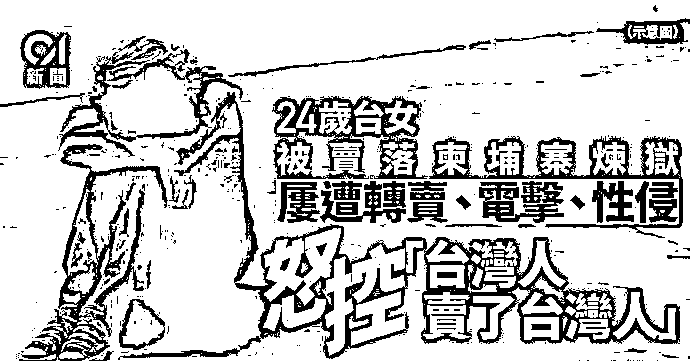 01
新聞
(示意圖)
24歲台女
被賣落柬埔寨煉獄
屢遭轉賣、電擊、性侵
怒控「台灣人
賣了台灣人」